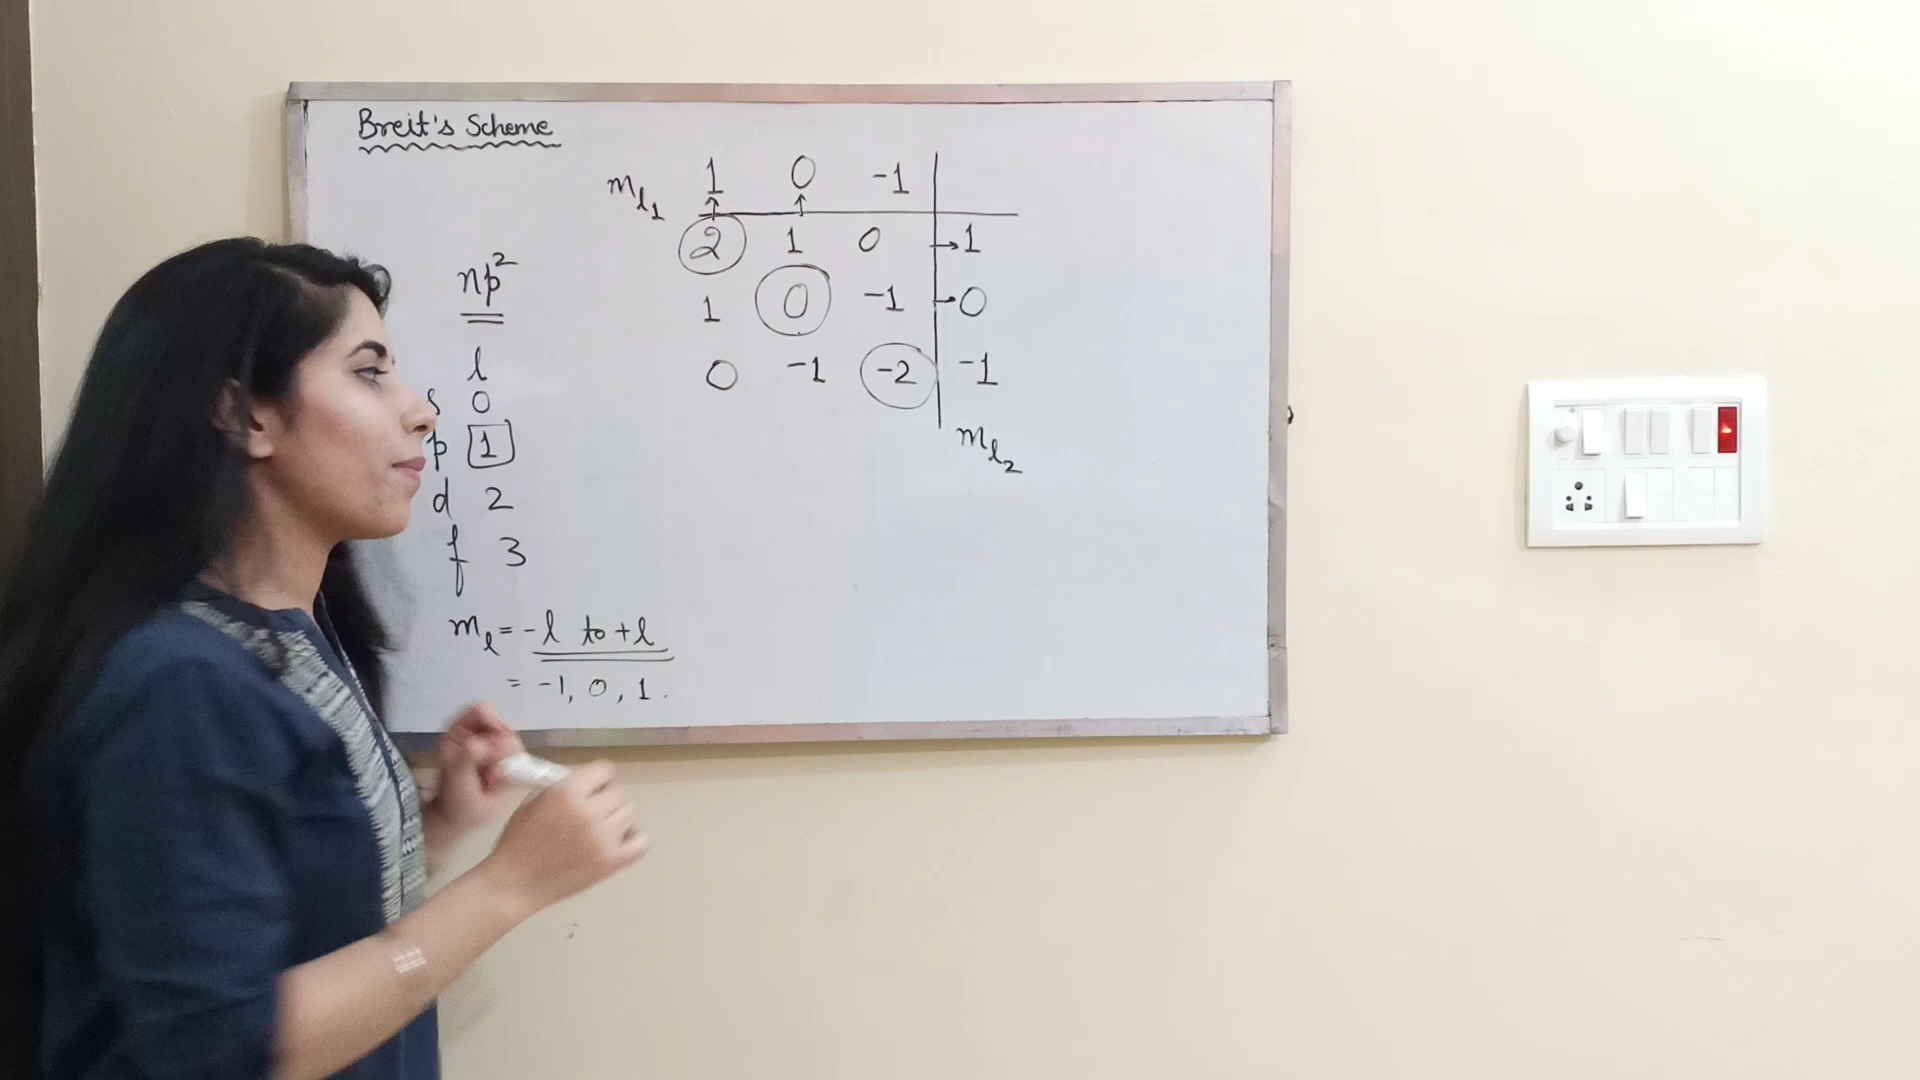 Breit's Scheme
m_l1 1 0 -1
2 1 0 → 1
1 0 -1 → 0
0 -1 -2 -1
m_l2
np²
l
s 0
p 1
d 2
f 3
m_l = -l to +l
= -1, 0, 1.